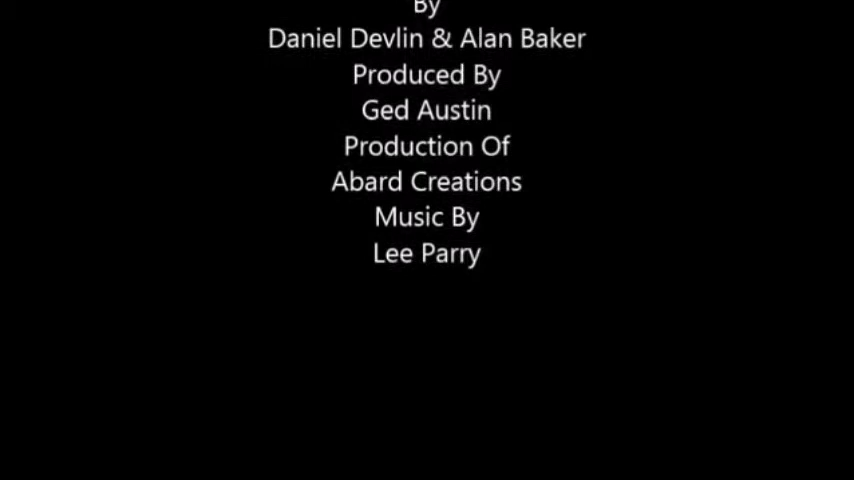 By
Daniel Devlin & Alan Baker
Produced By
Ged Austin
Production Of
Abard Creations
Music By
Lee Parry